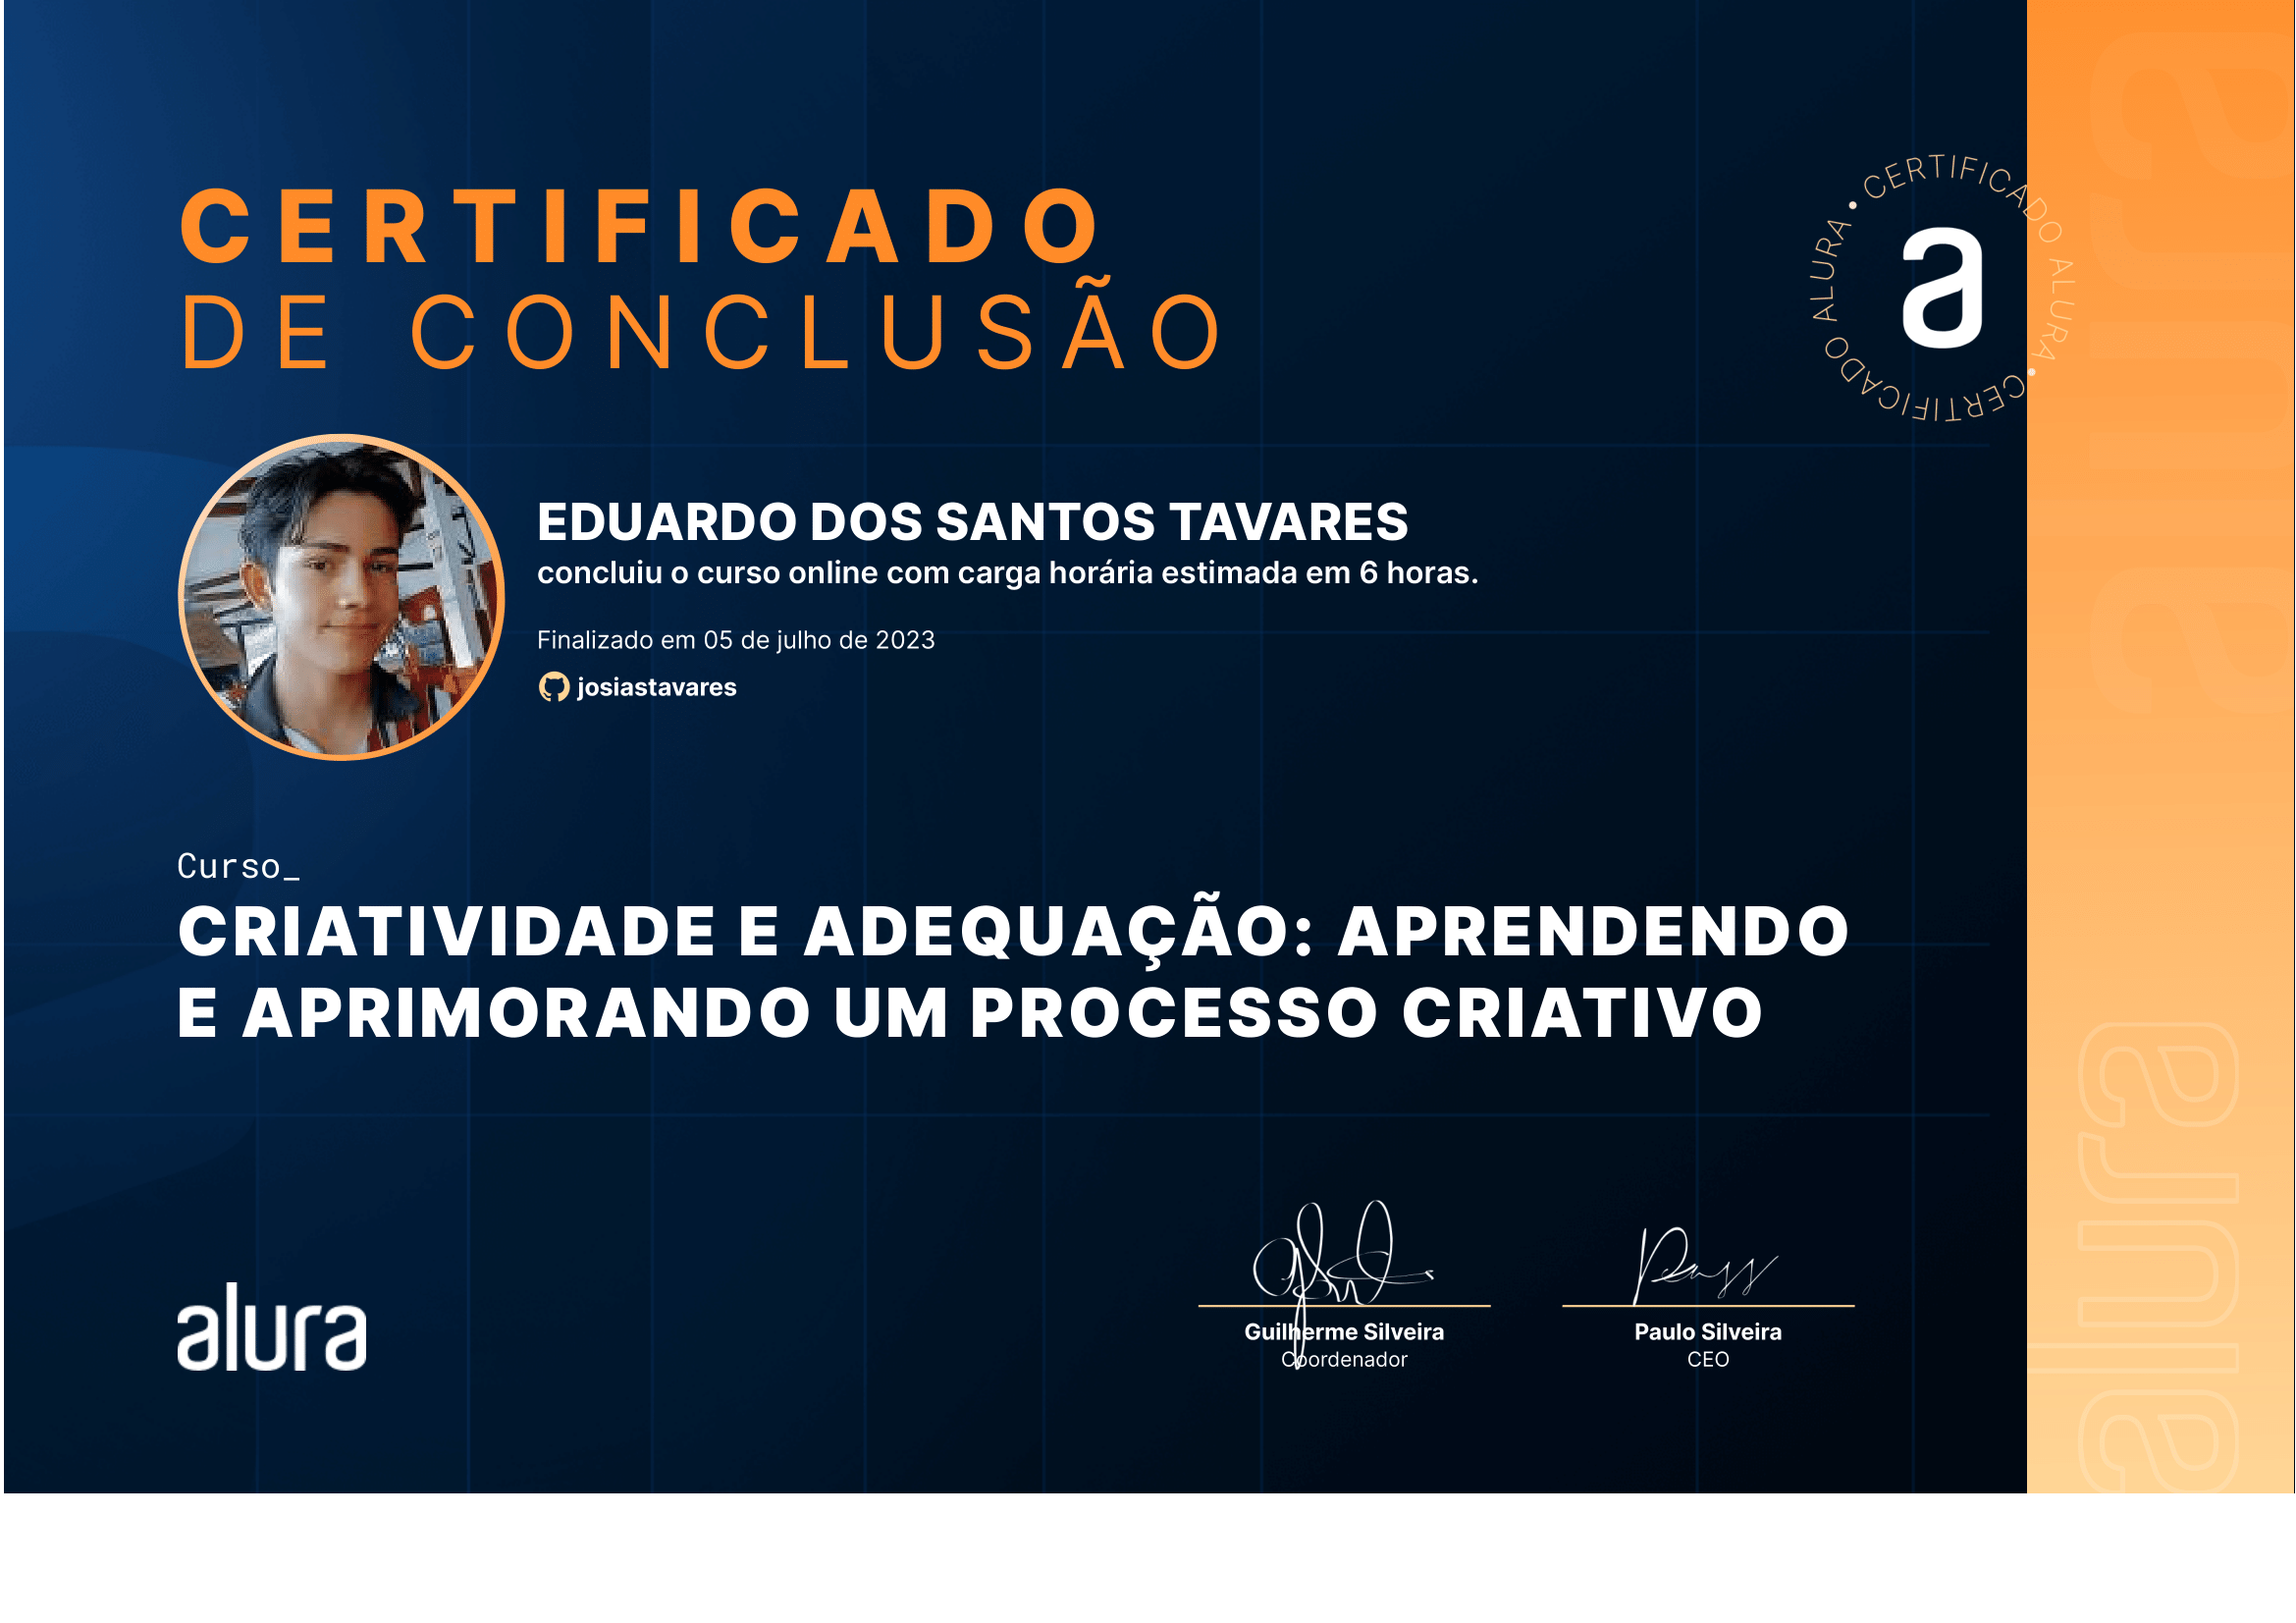 CERTIFICADO
DE CONCLUSÃO
CERTIFICADO ALURA • CERTIFICADO ALURA •
a
EDUARDO DOS SANTOS TAVARES
concluiu o curso online com carga horária estimada em 6 horas.
Finalizado em 05 de julho de 2023
josiastavares
Curso_
CRIATIVIDADE E ADEQUAÇÃO: APRENDENDO
E APRIMORANDO UM PROCESSO CRIATIVO
alura
Guilherme Silveira
Coordenador
Paulo Silveira
CEO
alura
alura